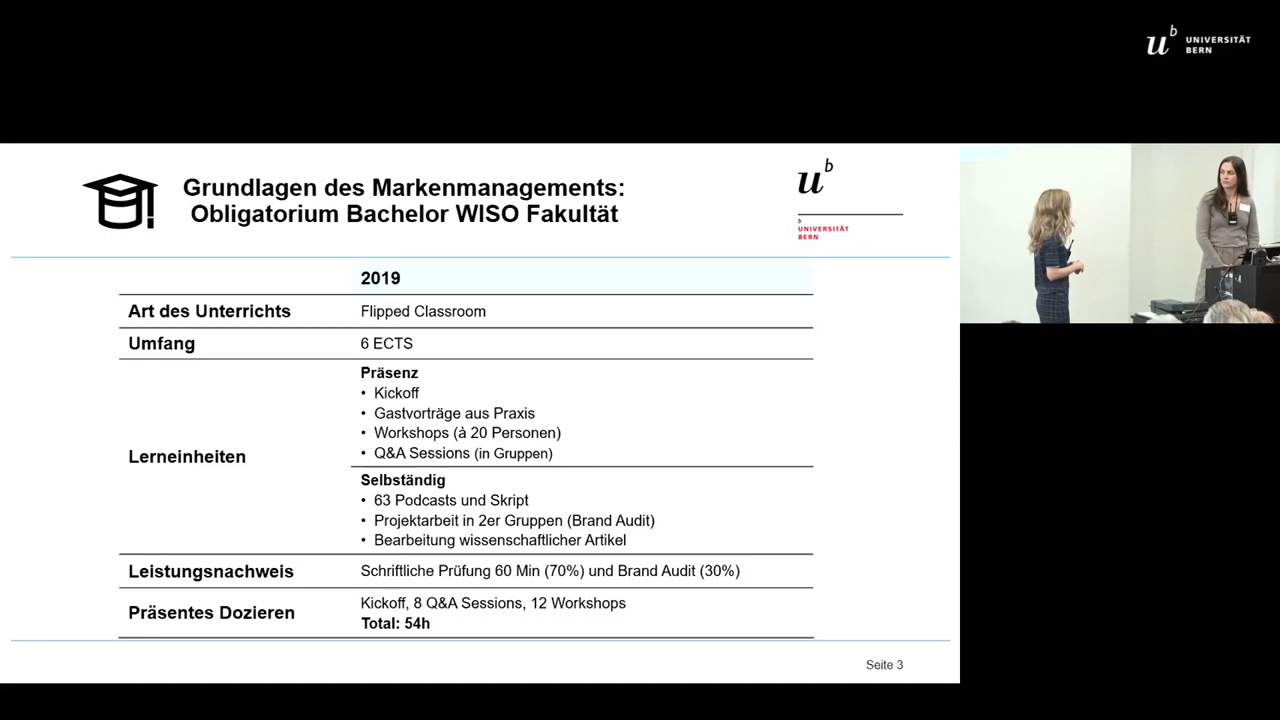 u^b UNIVERSITÄT
BERN
Grundlagen des Markenmanagements:
Obligatorium Bachelor WISO Fakultät
u^b
b
UNIVERSITÄT
BERN
2019
Art des Unterrichts Flipped Classroom
Umfang 6 ECTS
Lerneinheiten
Präsenz
• Kickoff
• Gastvorträge aus Praxis
• Workshops (à 20 Personen)
• Q&A Sessions (in Gruppen)
Selbständig
• 63 Podcasts und Skript
• Projektarbeit in 2er Gruppen (Brand Audit)
• Bearbeitung wissenschaftlicher Artikel
Leistungsnachweis Schriftliche Prüfung 60 Min (70%) und Brand Audit (30%)
Präsentes Dozieren
Kickoff, 8 Q&A Sessions, 12 Workshops
Total: 54h
Seite 3